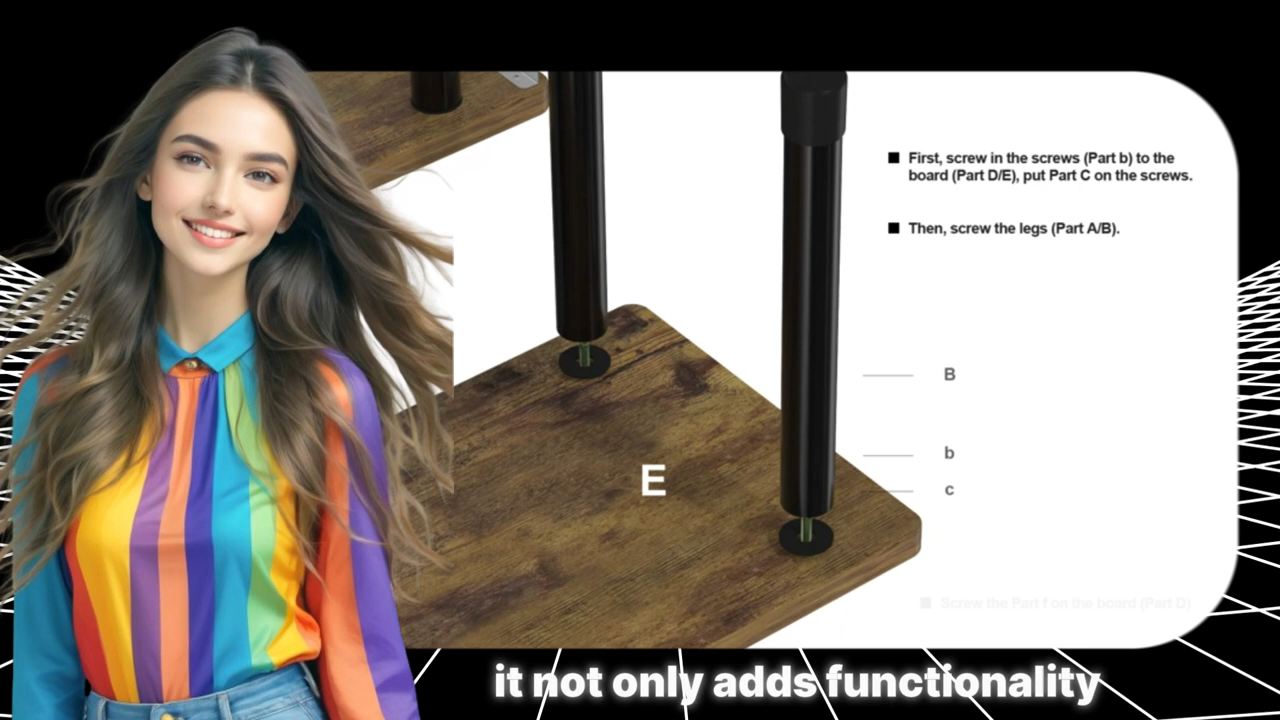 ■ First, screw in the screws (Part b) to the
board (Part D/E), put Part C on the screws.
■ Then, screw the legs (Part A/B).
B
b
c
E
■ Screw the Part f on the board (Part D)
it not only adds functionality